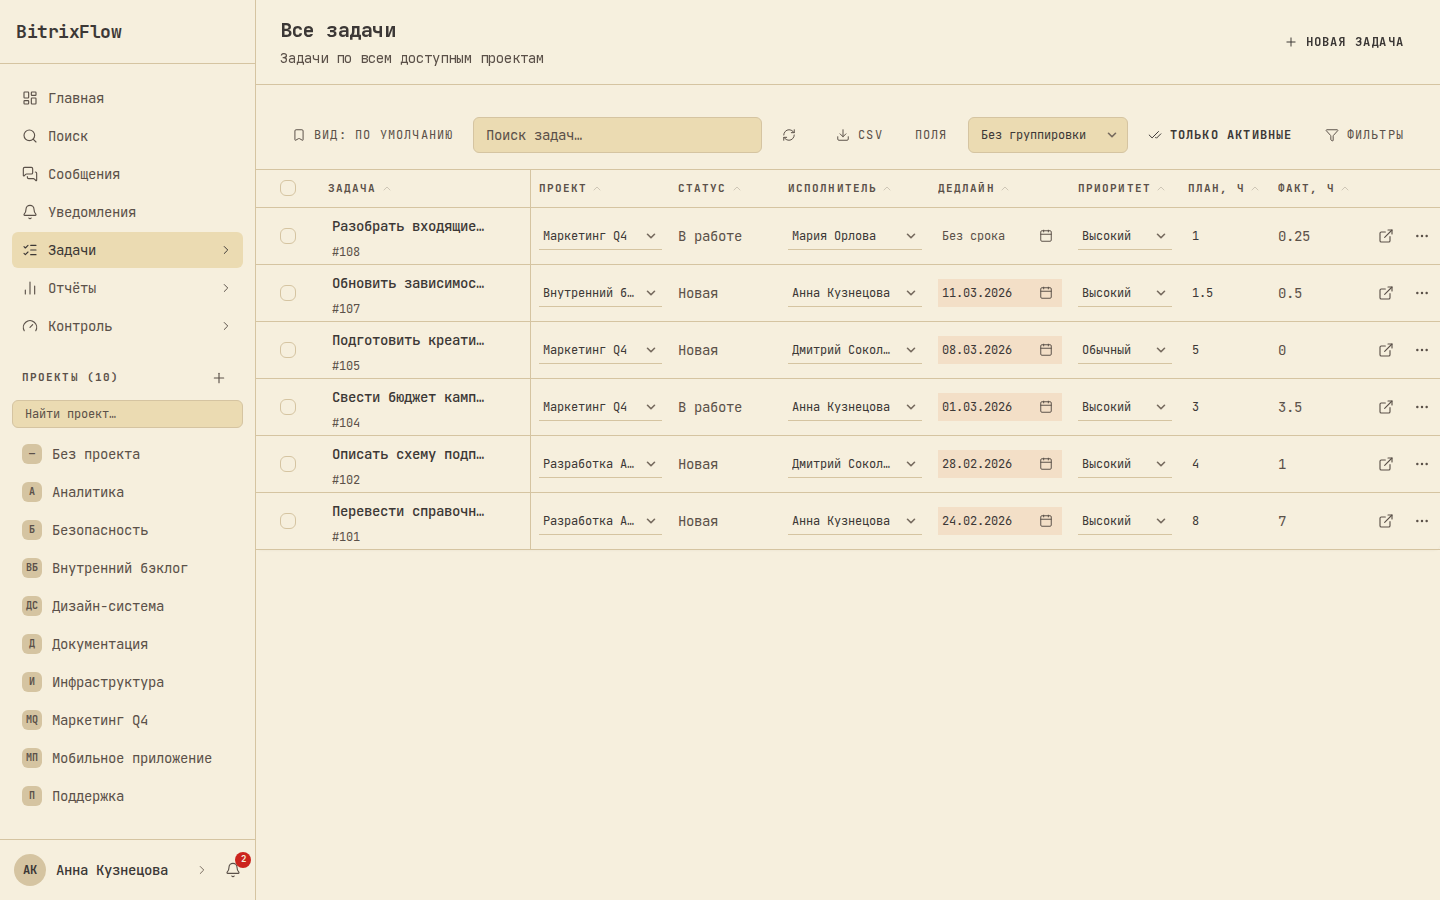 BitrixFlow
Главная
Поиск
Сообщения
Уведомления
Задачи
Отчёты
Контроль
ПРОЕКТЫ (10)
Найти проект…
— Без проекта
А Аналитика
Б Безопасность
ВБ Внутренний бэклог
ДС Дизайн-система
Д Документация
И Инфраструктура
MQ Маркетинг Q4
МП Мобильное приложение
П Поддержка
АК Анна Кузнецова 2
Все задачи
Задачи по всем доступным проектам
НОВАЯ ЗАДАЧА
ВИД: ПО УМОЛЧАНИЮ Поиск задач… CSV ПОЛЯ Без группировки ТОЛЬКО АКТИВНЫЕ ФИЛЬТРЫ
ЗАДАЧА ПРОЕКТ СТАТУС ИСПОЛНИТЕЛЬ ДЕДЛАЙН ПРИОРИТЕТ ПЛАН, Ч ФАКТ, Ч
Разобрать входящие…
#108
Маркетинг Q4 В работе Мария Орлова Без срока Высокий 1 0.25
Обновить зависимос…
#107
Внутренний б… Новая Анна Кузнецова 11.03.2026 Высокий 1.5 0.5
Подготовить креати…
#105
Маркетинг Q4 Новая Дмитрий Сокол… 08.03.2026 Обычный 5 0
Свести бюджет камп…
#104
Маркетинг Q4 В работе Анна Кузнецова 01.03.2026 Высокий 3 3.5
Описать схему подп…
#102
Разработка A… Новая Дмитрий Сокол… 28.02.2026 Высокий 4 1
Перевести справочн…
#101
Разработка A… Новая Анна Кузнецова 24.02.2026 Высокий 8 7